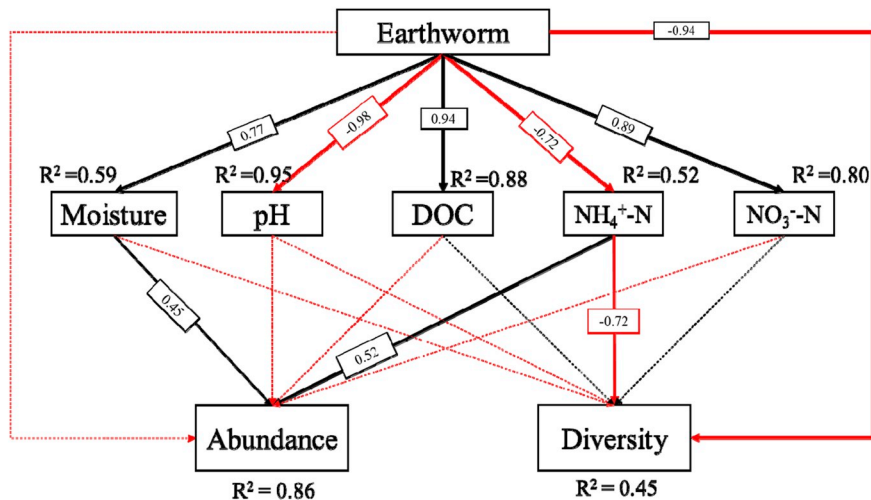 Earthworm
-0.94
0.77
-0.98
0.94
-0.72
0.89
R² =0.59
R² =0.95
R² =0.88
R² =0.52
R² =0.80
Moisture
pH
DOC
NH₄⁺-N
NO₃⁻-N
0.45
0.52
-0.72
Abundance
Diversity
R² = 0.86
R² = 0.45